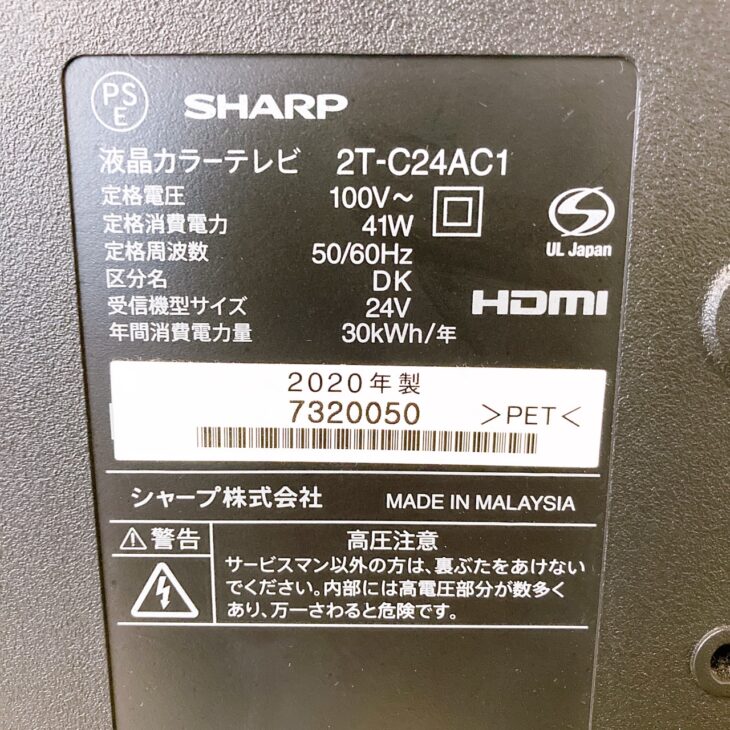 PS
E
SHARP
液晶カラーテレビ 2T-C24AC1
定格電圧 100V～
定格消費電力 41W
定格周波数 50/60Hz
区分名 DK
受信機型サイズ 24V
年間消費電力量 30kWh/年
UL Japan
HDMI
2020年製
7320050 >PET<
シャープ株式会社 MADE IN MALAYSIA
⚠警告 高圧注意
サービスマン以外の方は、裏ぶたをあけない
でください。内部には高電圧部分が数多く
あり、万一さわると危険です。